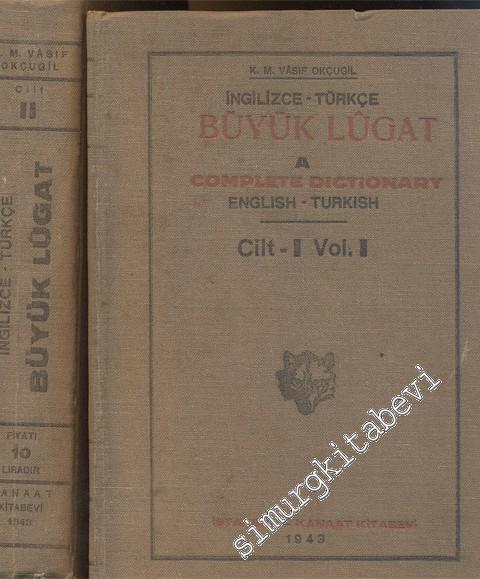 K. M. VÂSIF
OKÇUGİL
Cilt
II
İNGİLİZCE - TÜRKÇE
BÜYÜK LÛGAT
FİYATI
10
LİRADIR
KANAAT
KİTABEVİ
1943
K. M. VÂSIF OKÇUGİL
İNGİLİZCE - TÜRKÇE
BÜYÜK LÛGAT
A
COMPLETE DICTIONARY
ENGLISH - TURKISH
Cilt - I Vol. I
İSTANBUL - KANAAT KİTABEVİ
1943
simurgkitabevi